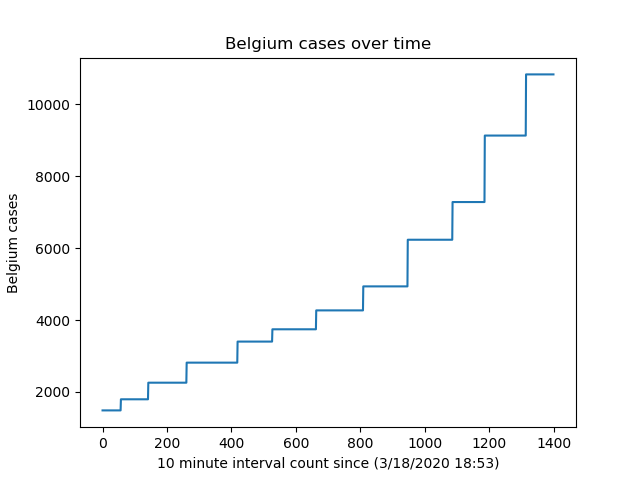 Belgium cases over time
10000
8000
6000
4000
2000
Belgium cases
0 200 400 600 800 1000 1200 1400
10 minute interval count since (3/18/2020 18:53)